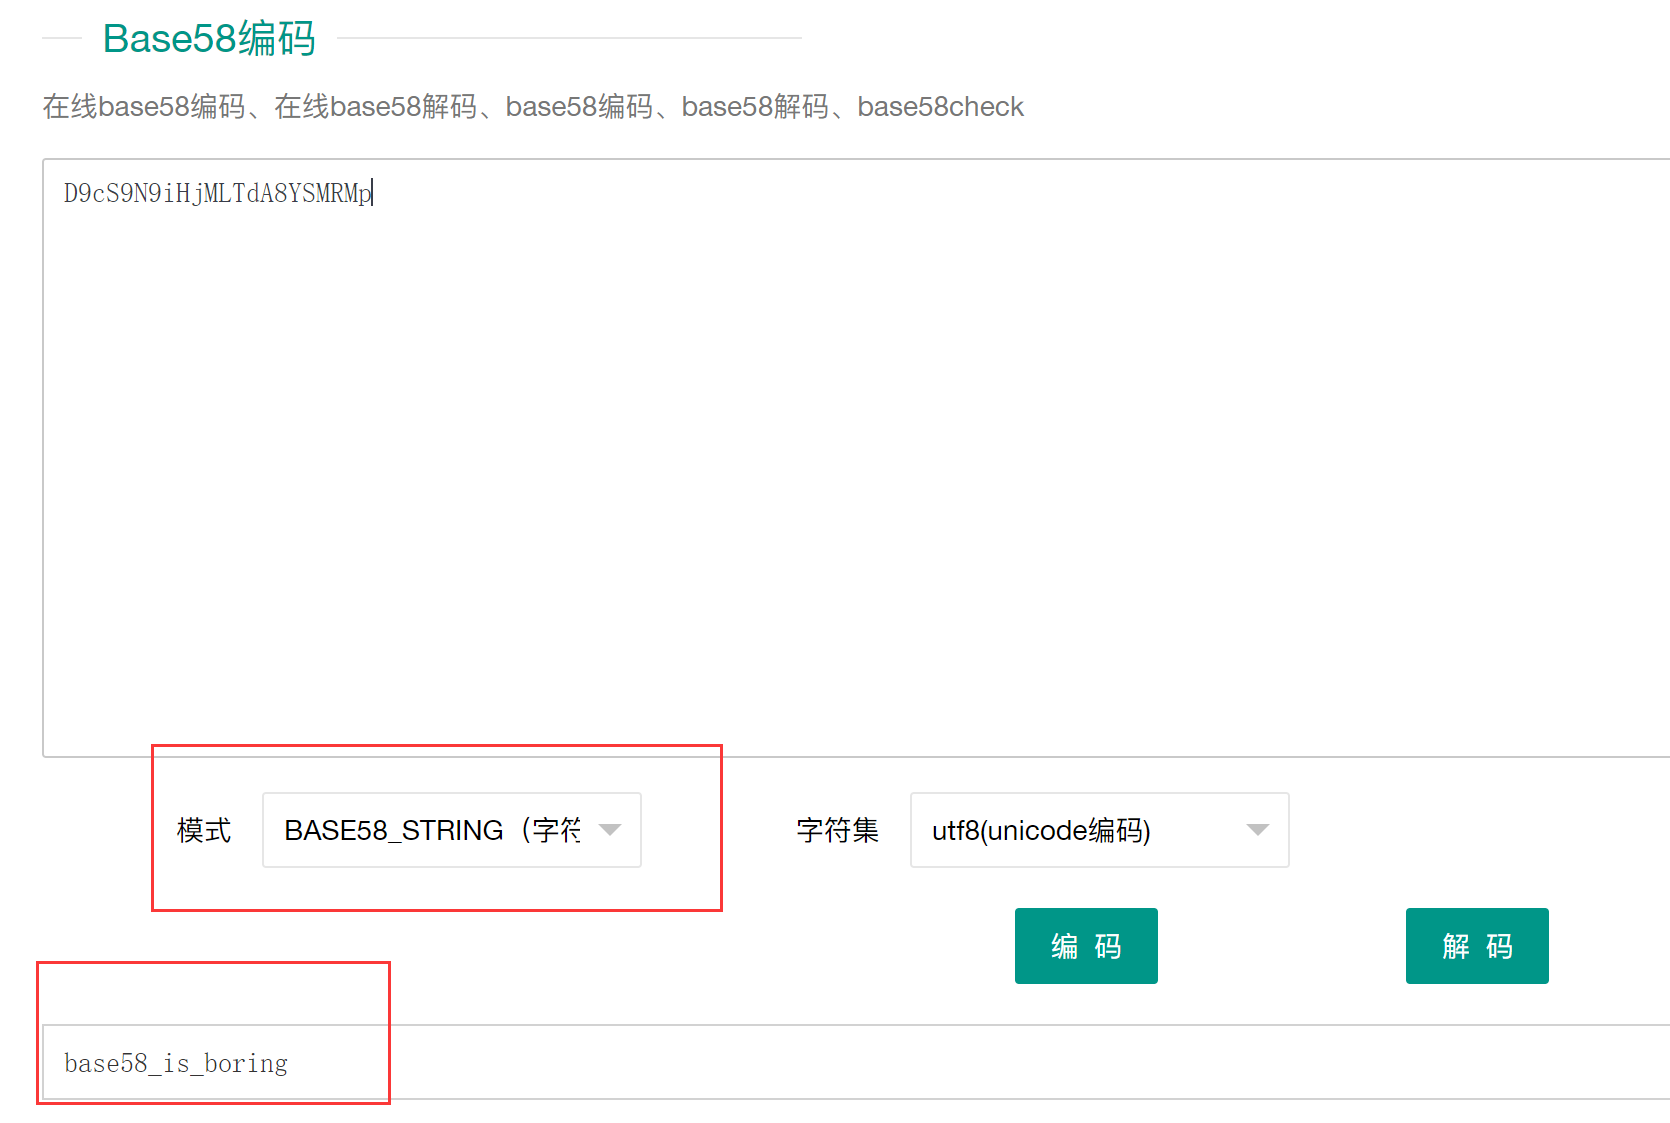 Base58编码
在线base58编码、在线base58解码、base58编码、base58解码、base58check
D9cS9N9iHjMLTdA8YSMRMp
模式 BASE58_STRING（字符 字符集 utf8(unicode编码)
编 码 解 码
base58_is_boring